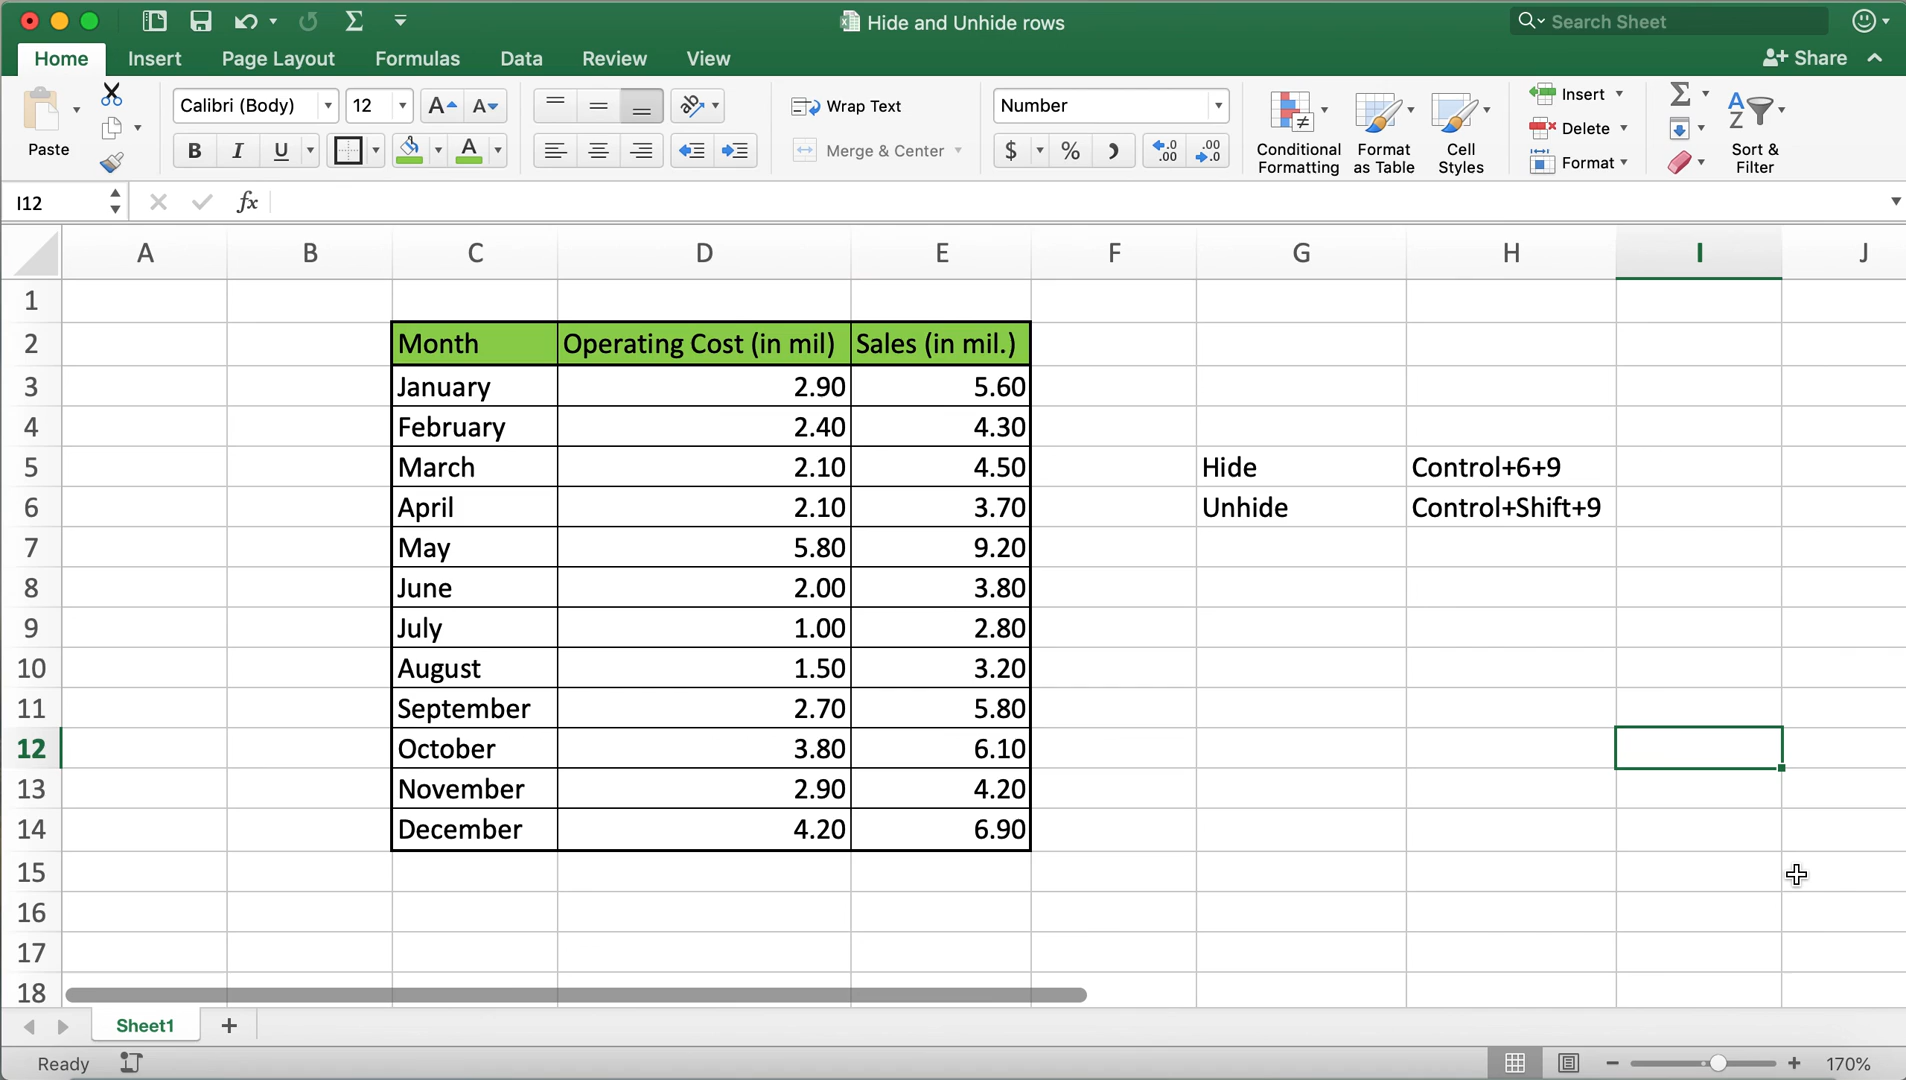 Hide and Unhide rows
Search Sheet
Home Insert Page Layout Formulas Data Review View
Share
Paste
Calibri (Body) 12
A A
B I U A
ab
Wrap Text
Merge & Center
Number
$ % )
.0 .00
.00 .0
Conditional Formatting
Format as Table
Cell Styles
Insert
Delete
Format
Σ
A Z
Sort & Filter
I12 fx
A B C D E F G H I J
1
2 Month Operating Cost (in mil) Sales (in mil.)
3 January 2.90 5.60
4 February 2.40 4.30
5 March 2.10 4.50 Hide Control+6+9
6 April 2.10 3.70 Unhide Control+Shift+9
7 May 5.80 9.20
8 June 2.00 3.80
9 July 1.00 2.80
10 August 1.50 3.20
11 September 2.70 5.80
12 October 3.80 6.10
13 November 2.90 4.20
14 December 4.20 6.90
15
16
17
18
Sheet1 +
Ready
170%